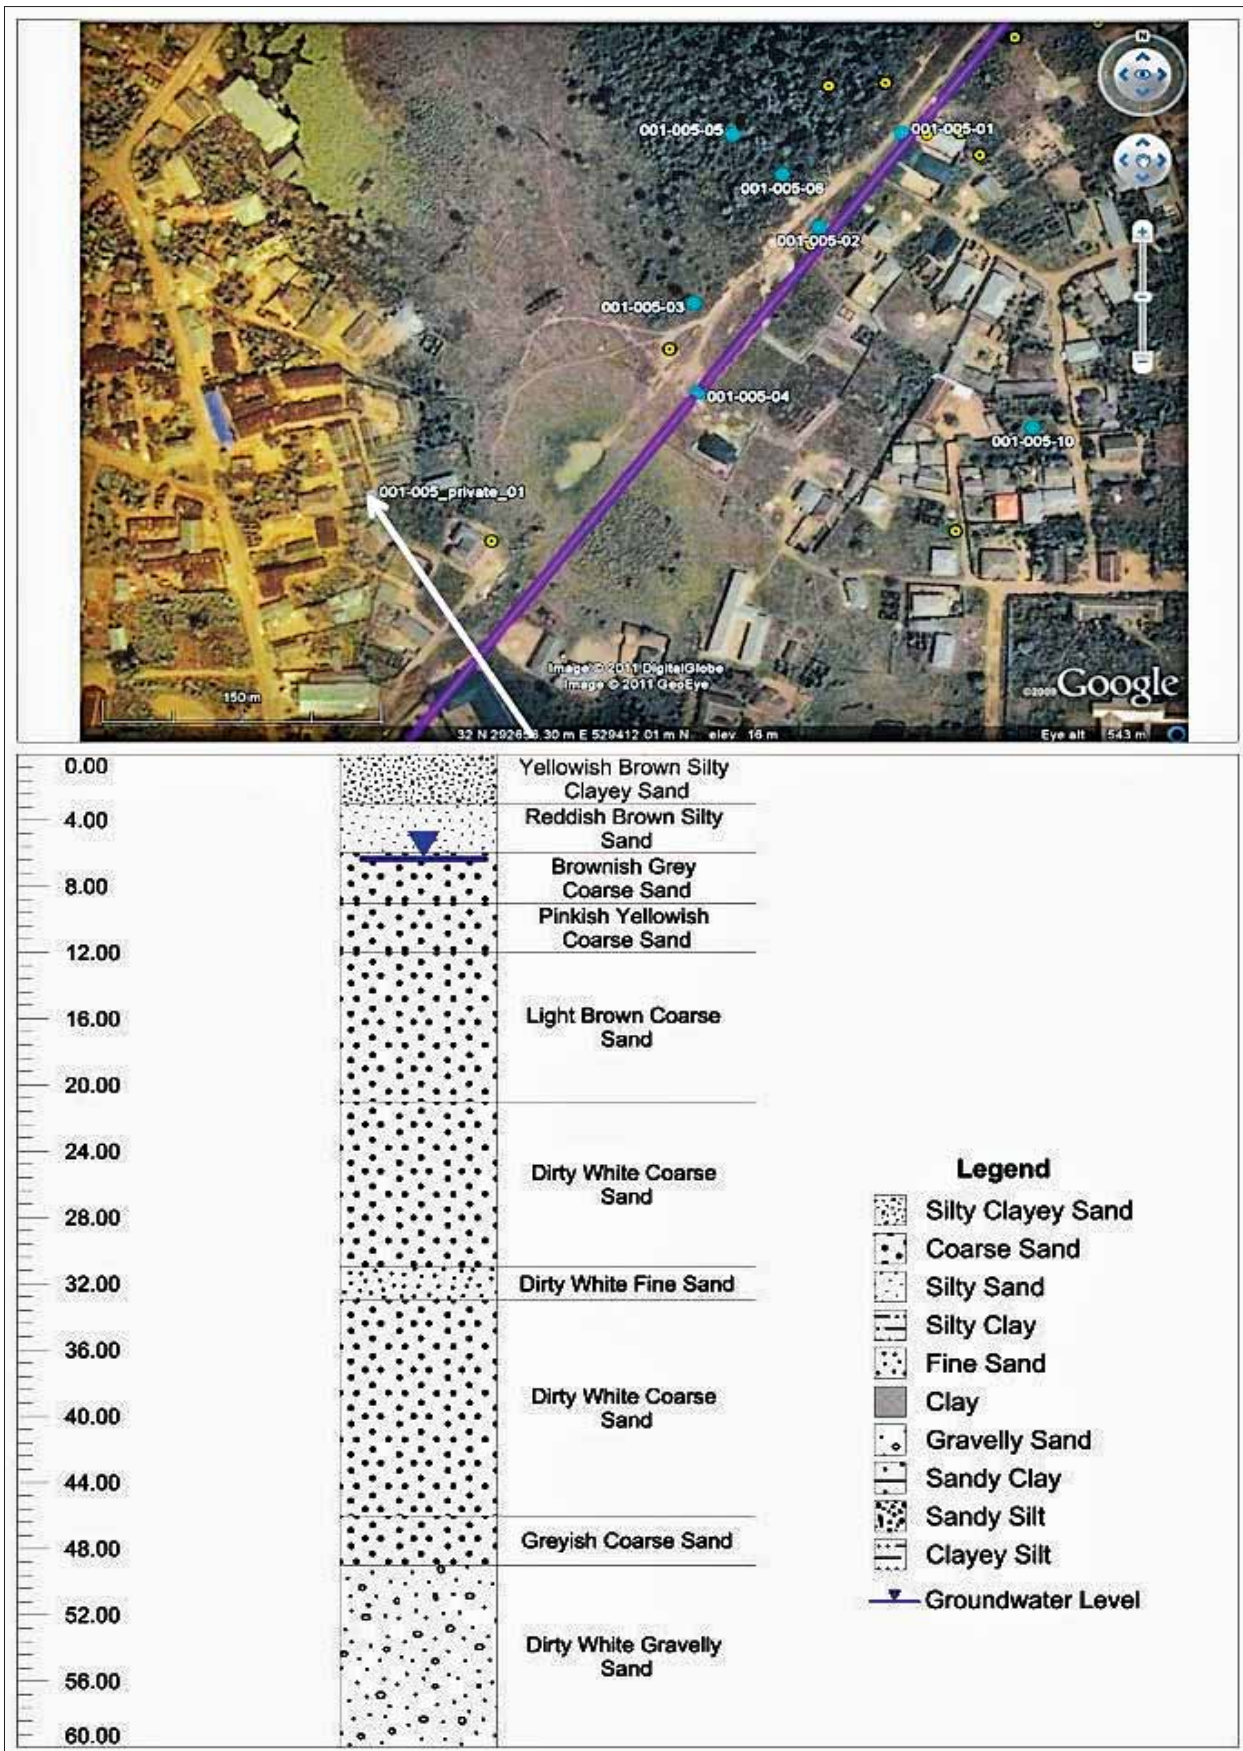 N
001-005-05
001-005-01
001-005-06
001-005-02
001-005-03
001-005-04
001-005-10
001-005_private_01
Image © 2011 DigitalGlobe
Image © 2011 GeoEye
©2009 Google
150 m
32 N 292656.30 m E 529412.01 m N elev 16 m
Eye alt 543 m
0.00
Yellowish Brown Silty
Clayey Sand
4.00
Reddish Brown Silty
Sand
Brownish Grey
Coarse Sand
8.00
Pinkish Yellowish
Coarse Sand
12.00
Light Brown Coarse
Sand
16.00
20.00
24.00
Dirty White Coarse
Sand
28.00
32.00
Dirty White Fine Sand
36.00
Dirty White Coarse
Sand
40.00
44.00
48.00
Greyish Coarse Sand
52.00
Dirty White Gravelly
Sand
56.00
60.00
Legend
Silty Clayey Sand
Coarse Sand
Silty Sand
Silty Clay
Fine Sand
Clay
Gravelly Sand
Sandy Clay
Sandy Silt
Clayey Silt
Groundwater Level